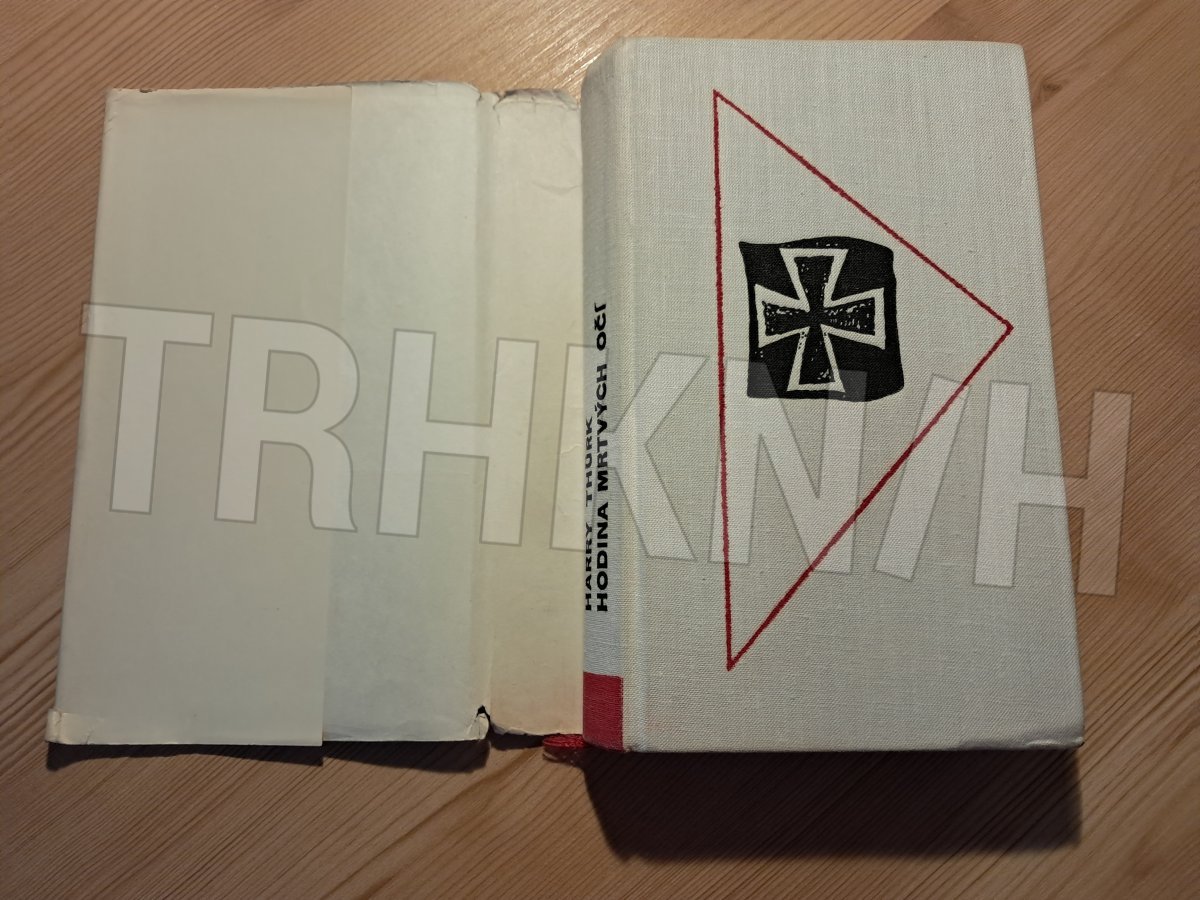 HARRY THÜRK
HODINA MRTVÝCH OČÍ
TRHKNIH